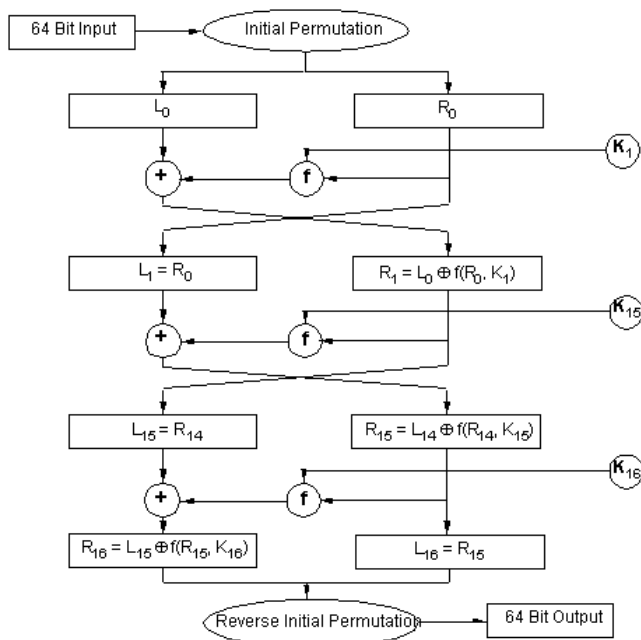 64 Bit Input
Initial Permutation
L₀
R₀
K₁
+
f
L₁ = R₀
R₁ = L₀ ⊕ f(R₀, K₁)
K₁₅
+
f
L₁₅ = R₁₄
R₁₅ = L₁₄ ⊕ f(R₁₄, K₁₅)
K₁₆
+
f
R₁₆ = L₁₅ ⊕ f(R₁₅, K₁₆)
L₁₆ = R₁₅
Reverse Initial Permutation
64 Bit Output